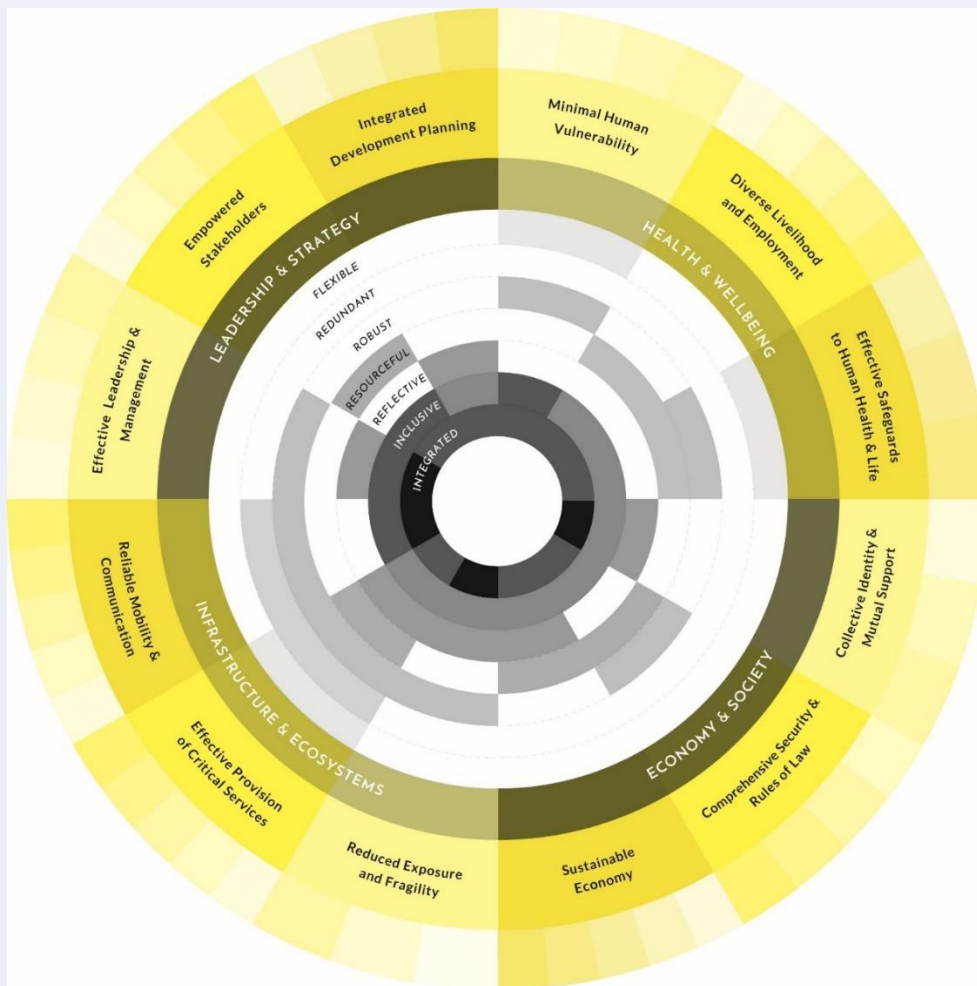 Integrated
Development Planning
Minimal Human
Vulnerability
Empowered
Stakeholders
Diverse Livelihood
and Employment
LEADERSHIP & STRATEGY
HEALTH & WELLBEING
Effective Leadership &
Management
Effective Safeguards
to Human Health & Life
FLEXIBLE
REDUNDANT
ROBUST
RESOURCEFUL
REFLECTIVE
INCLUSIVE
INTEGRATED
Reliable Mobility &
Communication
Collective Identity &
Mutual Support
INFRASTRUCTURE & ECOSYSTEMS
ECONOMY & SOCIETY
Effective Provision
of Critical Services
Comprehensive Security &
Rules of Law
Reduced Exposure
and Fragility
Sustainable
Economy